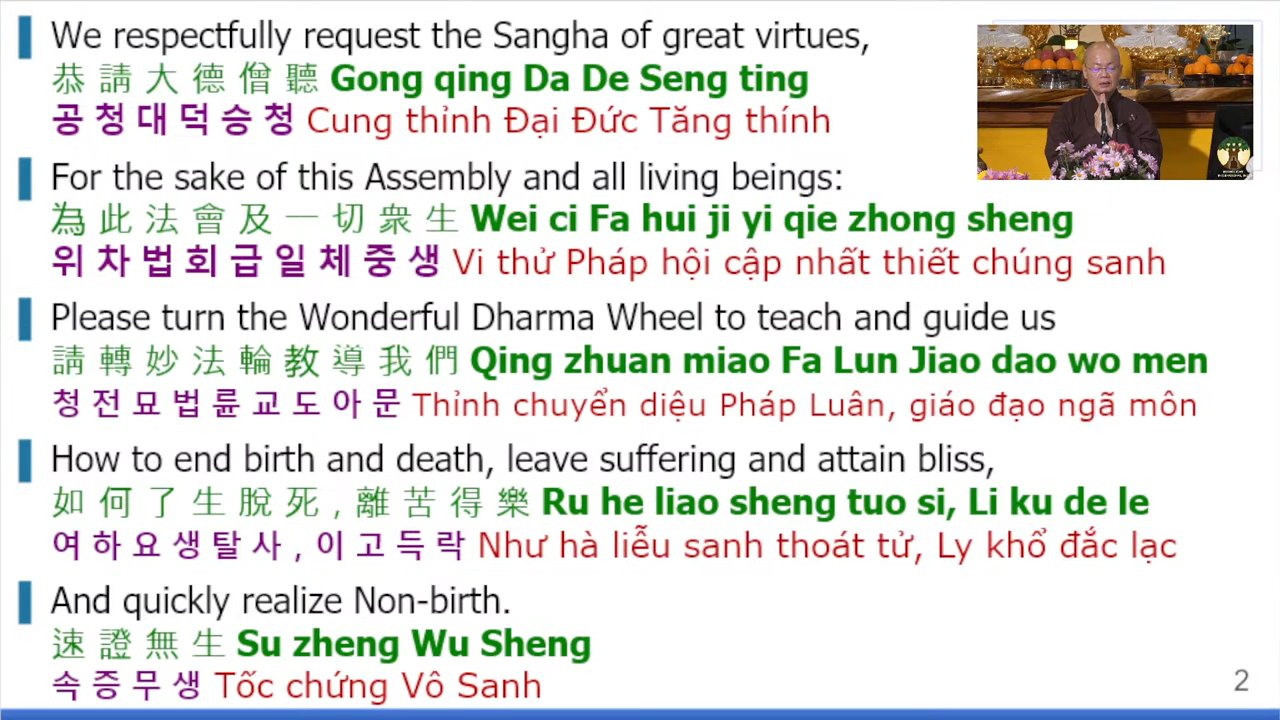 We respectfully request the Sangha of great virtues,
恭 請 大 德 僧 聽 Gong qing Da De Seng ting
공 청 대 덕 승 청 Cung thỉnh Đại Đức Tăng thính
For the sake of this Assembly and all living beings:
為 此 法 會 及 一 切 衆 生 Wei ci Fa hui ji yi qie zhong sheng
위 차 법 회 급 일 체 중 생 Vi thử Pháp hội cập nhất thiết chúng sanh
Please turn the Wonderful Dharma Wheel to teach and guide us
請 轉 妙 法 輪 教 導 我 們 Qing zhuan miao Fa Lun Jiao dao wo men
청 전 묘 법 륜 교 도 아 문 Thỉnh chuyển diệu Pháp Luân, giáo đạo ngã môn
How to end birth and death, leave suffering and attain bliss,
如 何 了 生 脫 死 , 離 苦 得 樂 Ru he liao sheng tuo si, Li ku de le
여 하 요 생 탈 사 , 이 고 득 락 Như hà liễu sanh thoát tử, Ly khổ đắc lạc
And quickly realize Non-birth.
速 證 無 生 Su zheng Wu Sheng
속 증 무 생 Tốc chứng Vô Sanh
2